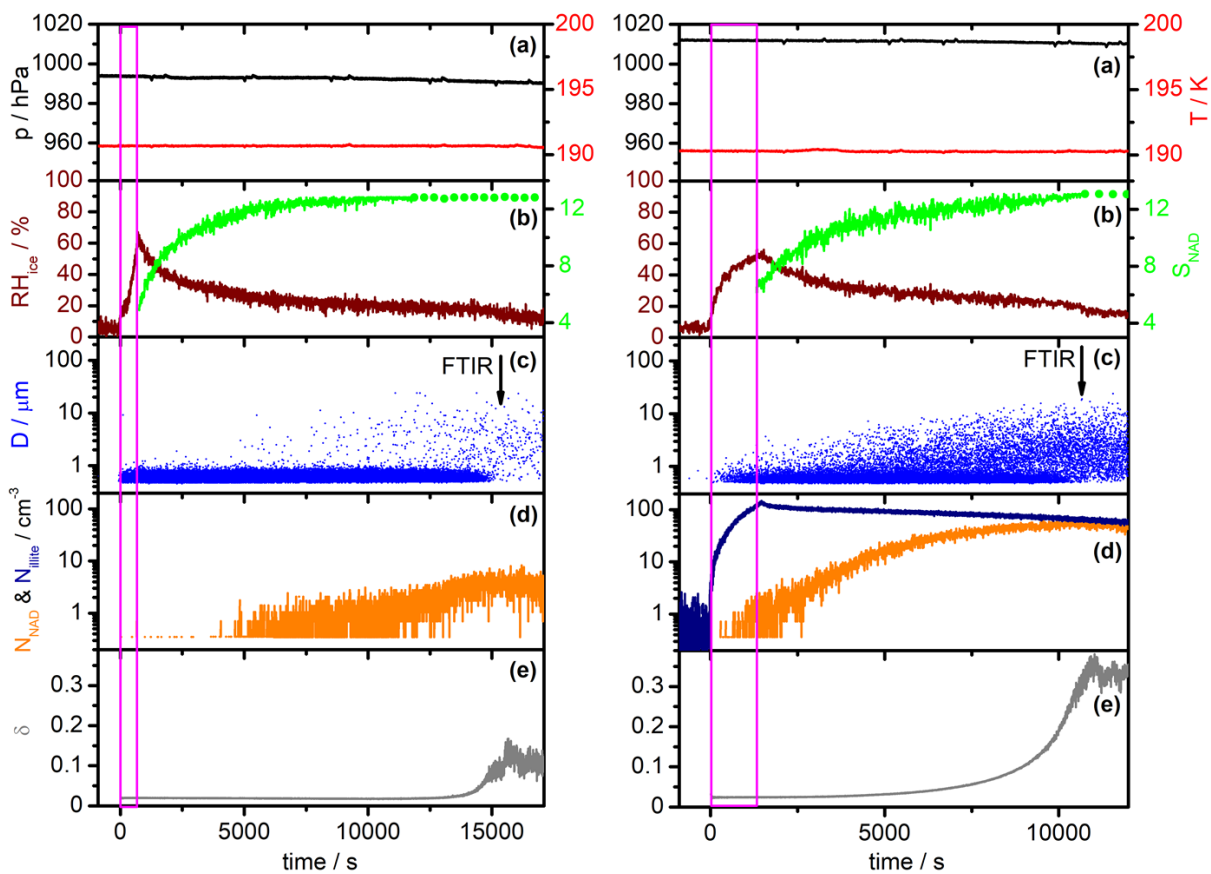 1020
1000
980
960
p / hPa
(a)
(a)
200
195
190
T / K
1020
1000
980
960
200
195
190
100
80
60
40
20
0
RH_ice / %
(b)
(b)
12
8
4
S_NAD
100
80
60
40
20
0
12
8
4
100
10
1
D / μm
FTIR
(c)
FTIR
(c)
100
10
1
100
10
1
N_NAD & N_illite / cm⁻³
(d)
(d)
100
10
1
0.3
0.2
0.1
0
δ
(e)
(e)
0.3
0.2
0.1
0
0 5000 10000 15000
0 5000 10000
time / s
time / s